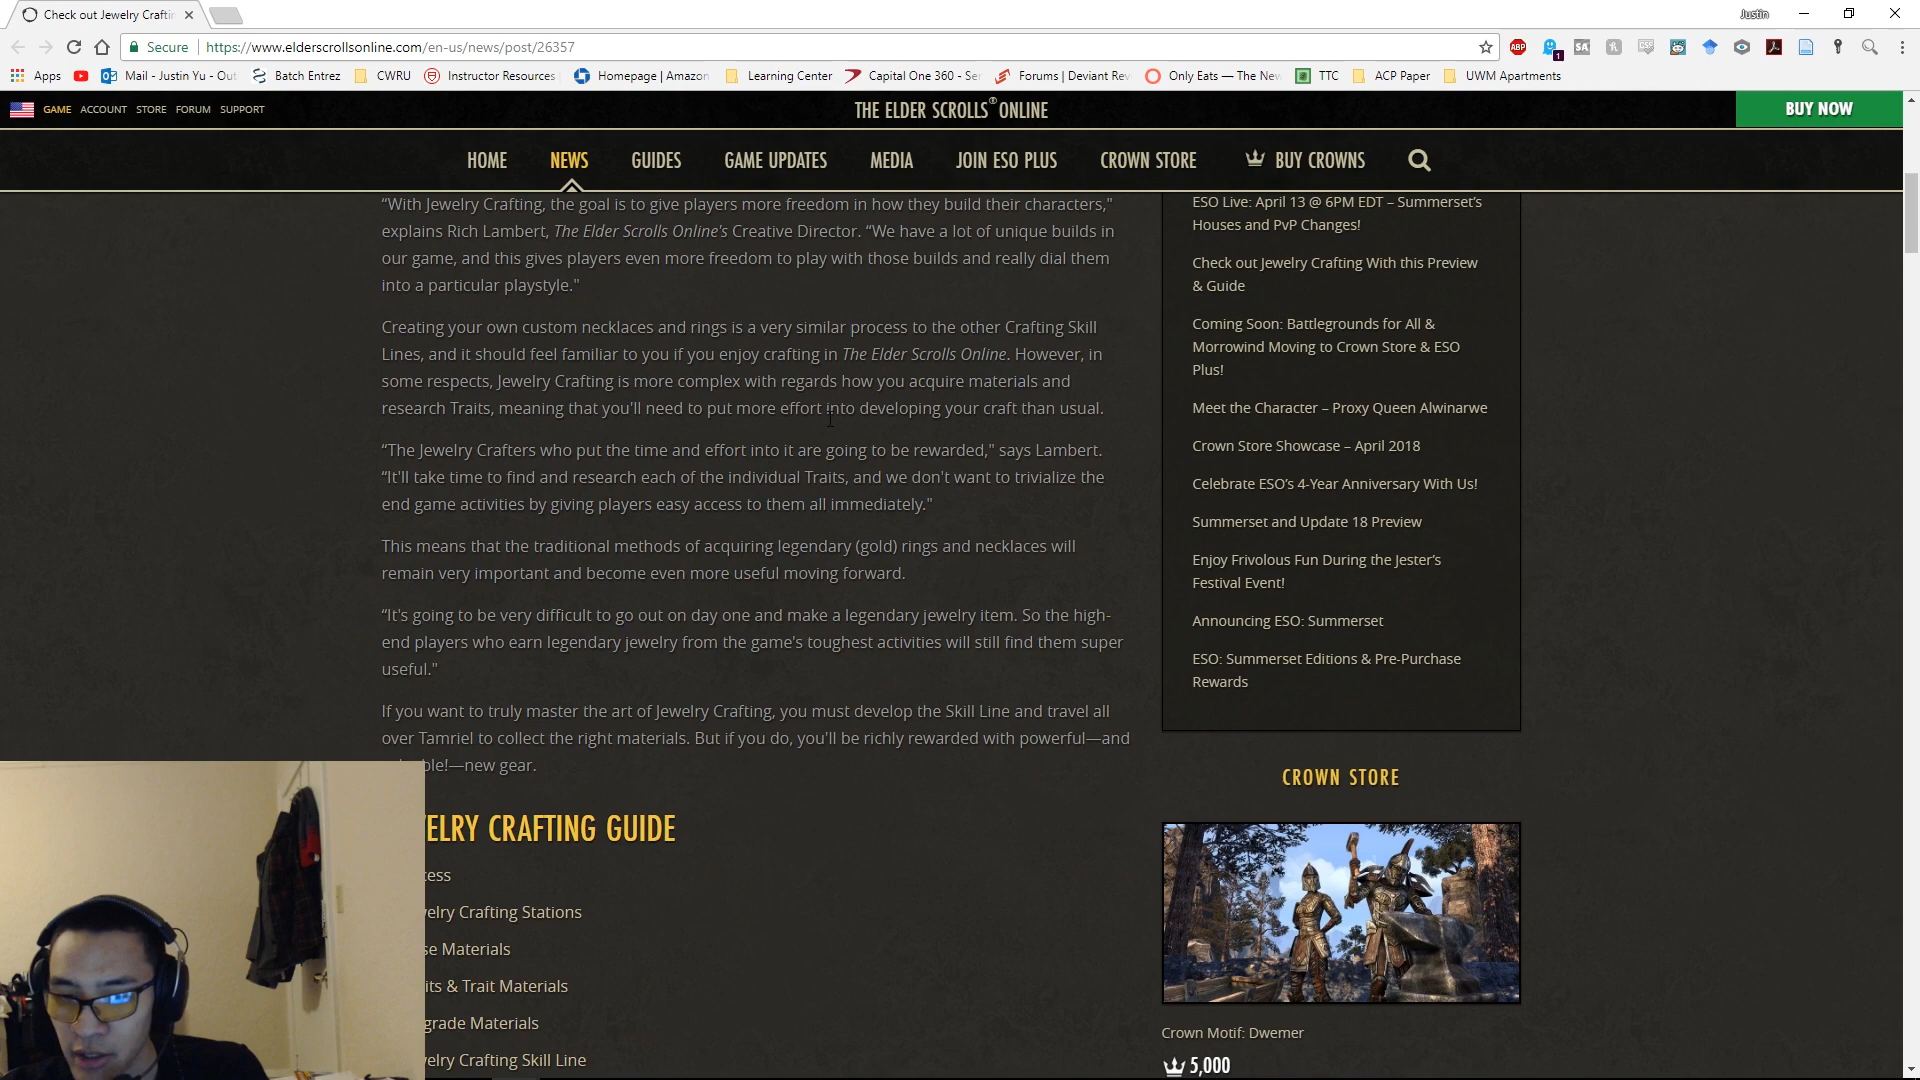 Check out Jewelry Craftin
Justin
Secure
https://www.elderscrollsonline.com/en-us/news/post/26357
Apps
Mail - Justin Yu - Out
Batch Entrez
CWRU
Instructor Resources
Homepage | Amazon
Learning Center
Capital One 360 - Se
Forums | Deviant Rev
Only Eats — The New
TTC
ACP Paper
UWM Apartments
GAME ACCOUNT STORE FORUM SUPPORT
THE ELDER SCROLLS® ONLINE
BUY NOW
HOME NEWS GUIDES GAME UPDATES MEDIA JOIN ESO PLUS CROWN STORE BUY CROWNS
“With Jewelry Crafting, the goal is to give players more freedom in how they build their characters,"
explains Rich Lambert, The Elder Scrolls Online's Creative Director. “We have a lot of unique builds in
our game, and this gives players even more freedom to play with those builds and really dial them
into a particular playstyle."
Creating your own custom necklaces and rings is a very similar process to the other Crafting Skill
Lines, and it should feel familiar to you if you enjoy crafting in The Elder Scrolls Online. However, in
some respects, Jewelry Crafting is more complex with regards how you acquire materials and
research Traits, meaning that you'll need to put more effort into developing your craft than usual.
“The Jewelry Crafters who put the time and effort into it are going to be rewarded," says Lambert.
“It'll take time to find and research each of the individual Traits, and we don't want to trivialize the
end game activities by giving players easy access to them all immediately."
This means that the traditional methods of acquiring legendary (gold) rings and necklaces will
remain very important and become even more useful moving forward.
“It's going to be very difficult to go out on day one and make a legendary jewelry item. So the high-
end players who earn legendary jewelry from the game's toughest activities will still find them super
useful."
If you want to truly master the art of Jewelry Crafting, you must develop the Skill Line and travel all
over Tamriel to collect the right materials. But if you do, you'll be richly rewarded with powerful—and
ble!—new gear.
ELRY CRAFTING GUIDE
cess
elry Crafting Stations
se Materials
its & Trait Materials
grade Materials
elry Crafting Skill Line
ESO Live: April 13 @ 6PM EDT – Summerset's
Houses and PvP Changes!
Check out Jewelry Crafting With this Preview
& Guide
Coming Soon: Battlegrounds for All &
Morrowind Moving to Crown Store & ESO
Plus!
Meet the Character – Proxy Queen Alwinarwe
Crown Store Showcase – April 2018
Celebrate ESO's 4-Year Anniversary With Us!
Summerset and Update 18 Preview
Enjoy Frivolous Fun During the Jester's
Festival Event!
Announcing ESO: Summerset
ESO: Summerset Editions & Pre-Purchase
Rewards
CROWN STORE
Crown Motif: Dwemer
5,000